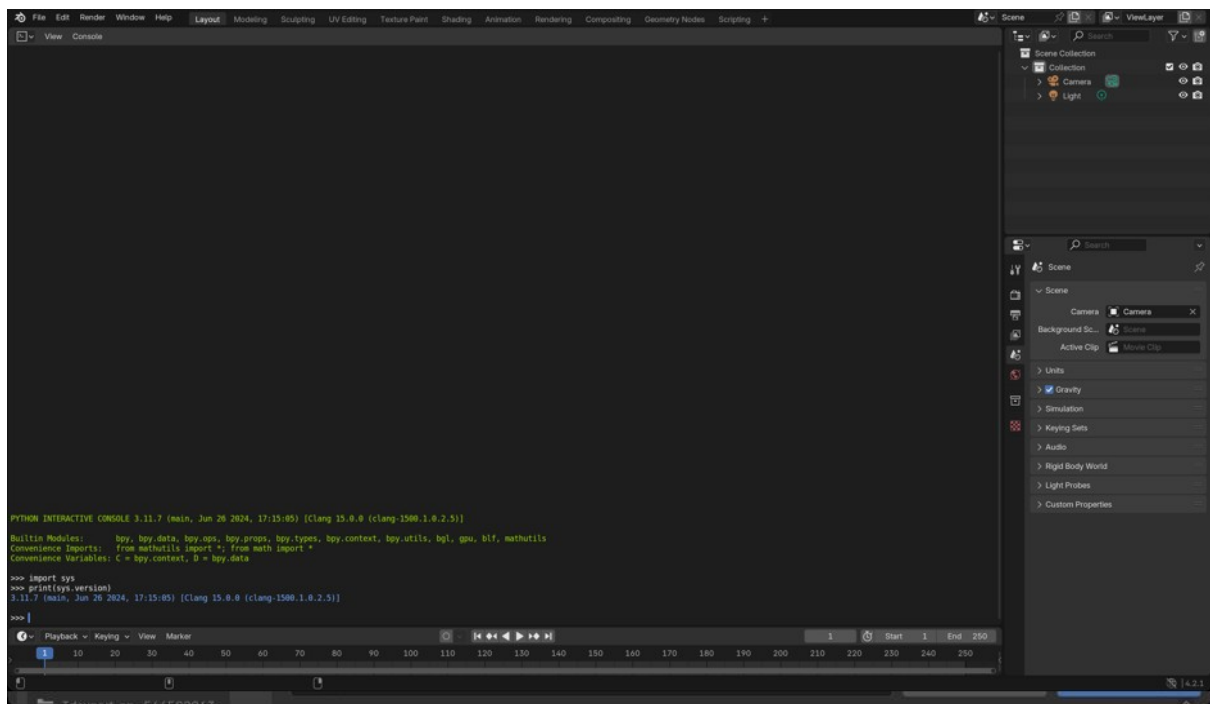 File Edit Render Window Help Layout Modeling Sculpting UV Editing Texture Paint Shading Animation Rendering Compositing Geometry Nodes Scripting + Scene ViewLayer
View Console
Search
Scene Collection
Collection
Camera
Light
Search
Scene
Scene
Camera Camera
Background Sc... Scene
Active Clip Movie Clip
Units
Gravity
Simulation
Keying Sets
Audio
Rigid Body World
Light Probes
Custom Properties
PYTHON INTERACTIVE CONSOLE 3.11.7 (main, Jun 26 2024, 17:15:05) [Clang 15.0.0 (clang-1500.1.0.2.5)]
Builtin Modules: bpy, bpy.data, bpy.ops, bpy.props, bpy.types, bpy.context, bpy.utils, bgl, gpu, blf, mathutils
Convenience Imports: from mathutils import *; from math import *
Convenience Variables: C = bpy.context, D = bpy.data
>>> import sys
>>> print(sys.version)
3.11.7 (main, Jun 26 2024, 17:15:05) [Clang 15.0.0 (clang-1500.1.0.2.5)]
>>>
Playback Keying View Marker 1 Start 1 End 250
1 10 20 30 40 50 60 70 80 90 100 110 120 130 140 150 160 170 180 190 200 210 220 230 240 250
4.2.1